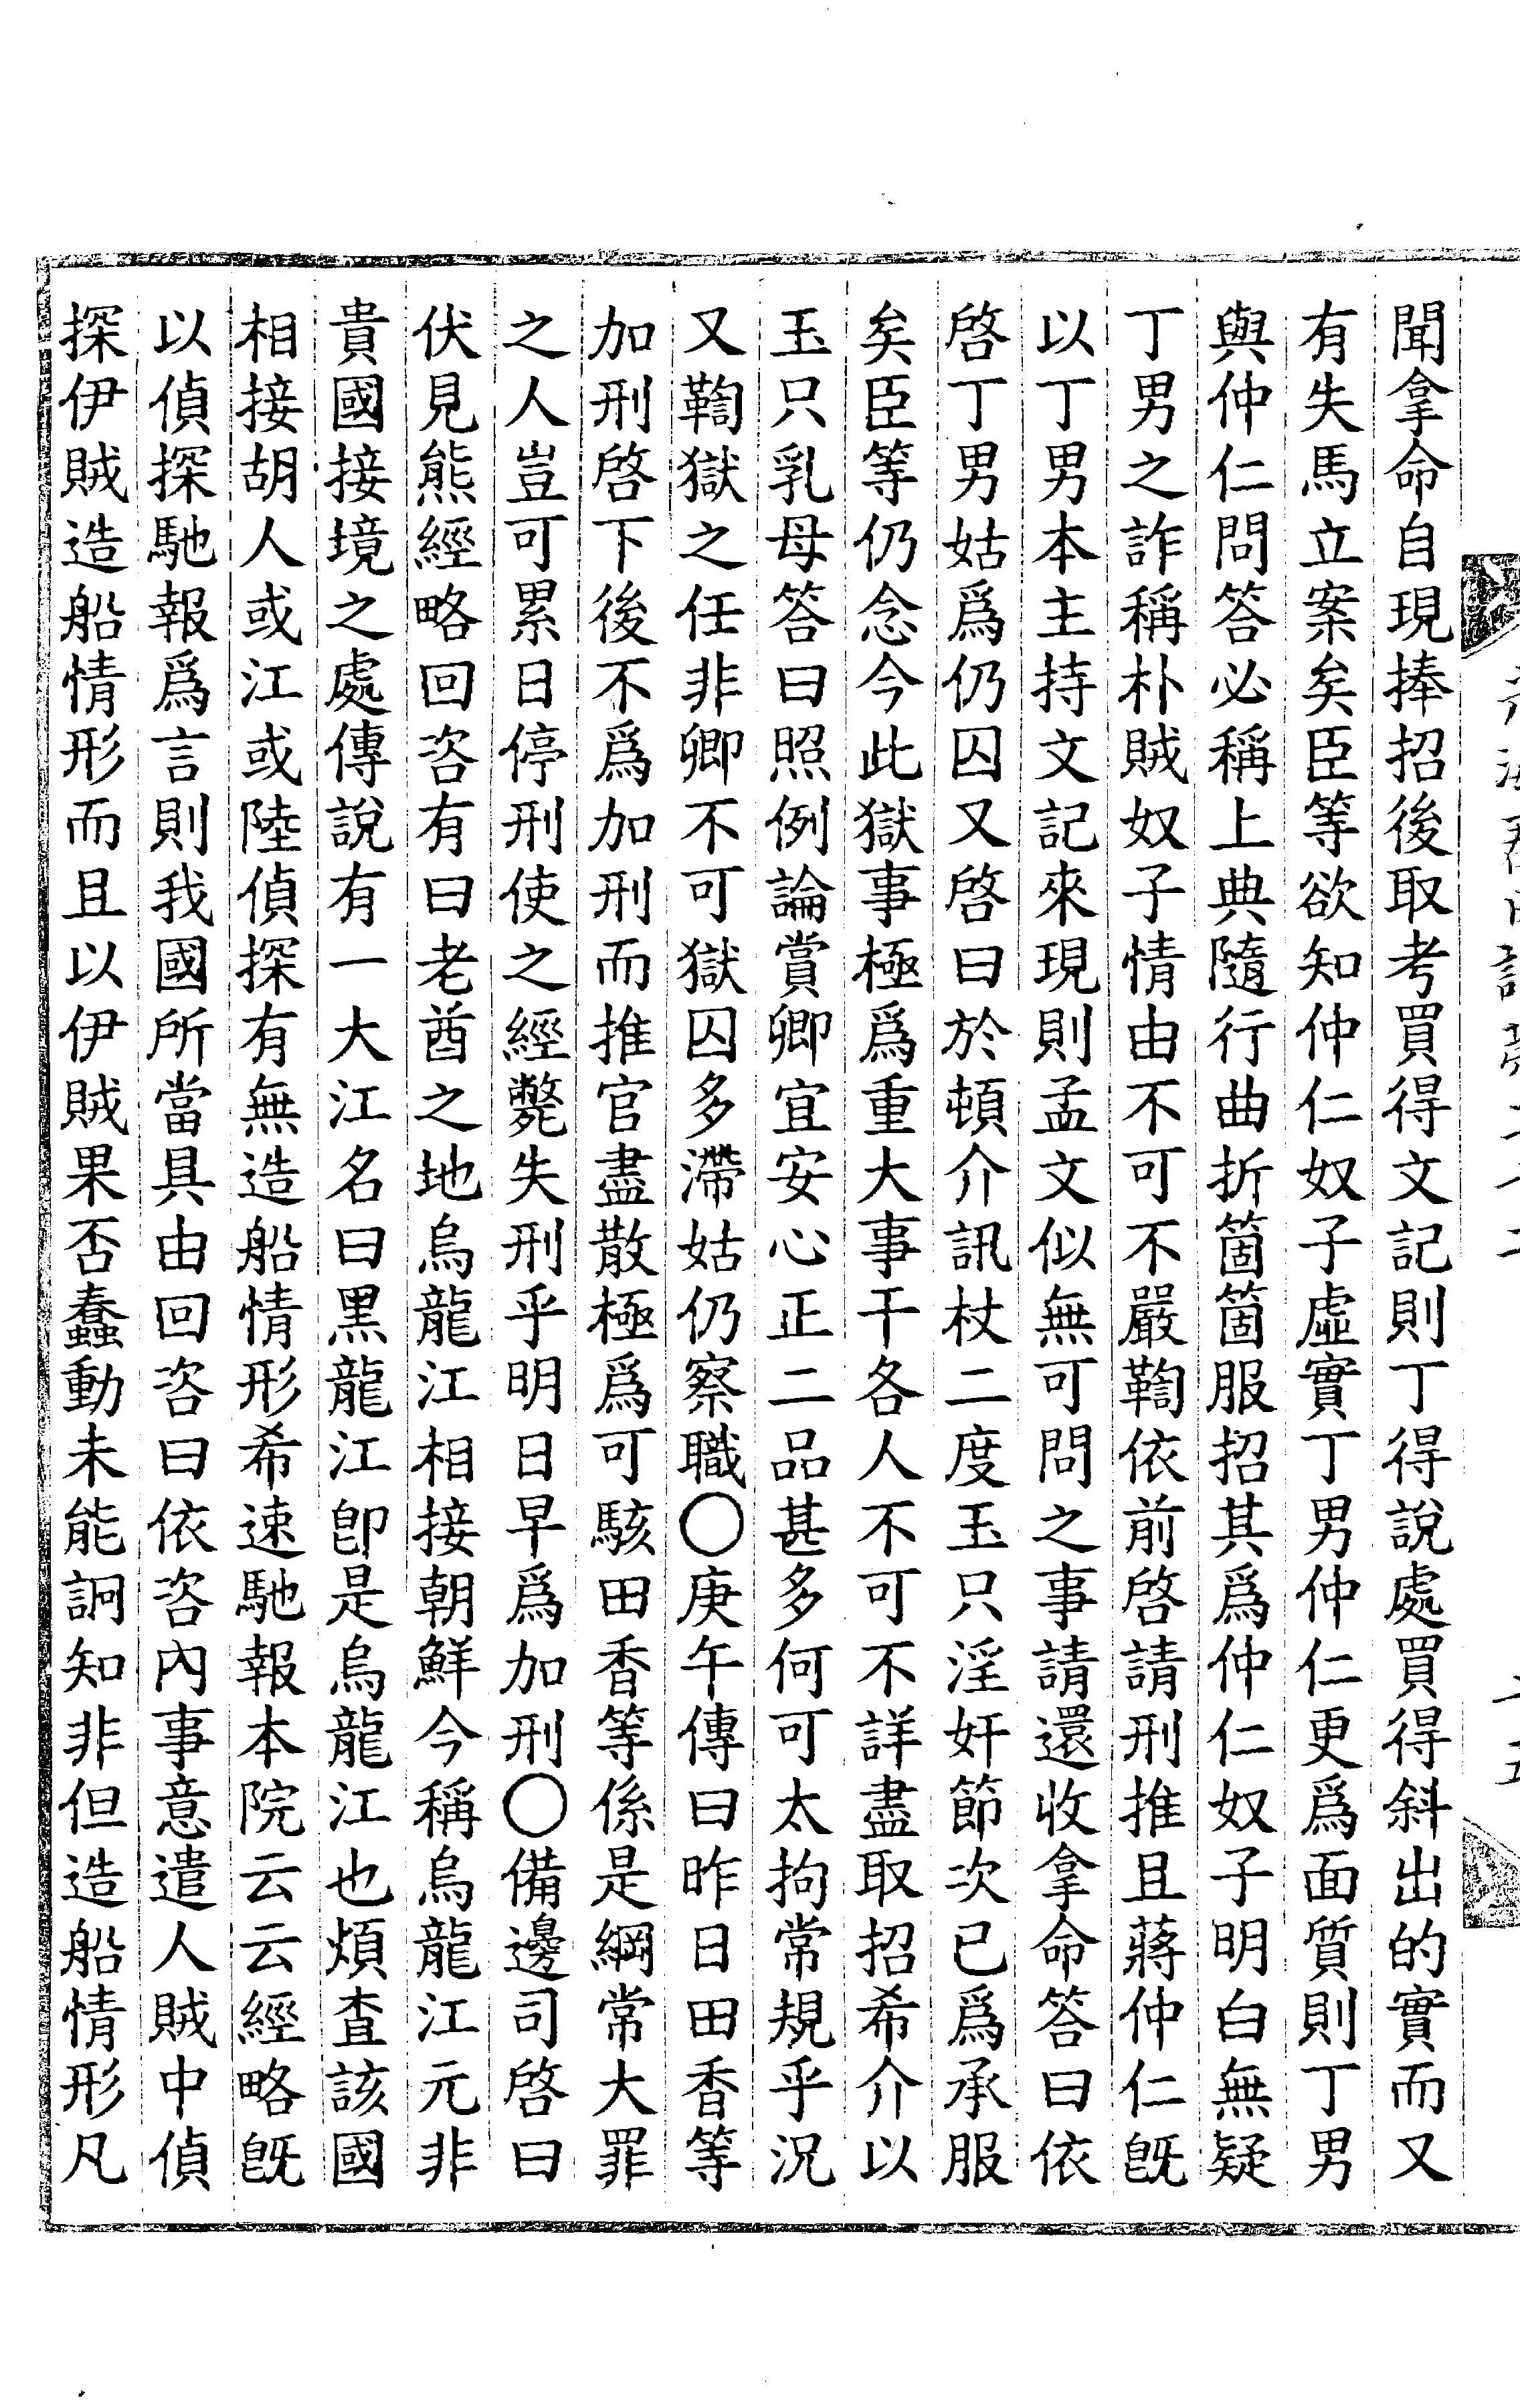 聞拿命自現捧招後取考買得文記則丁得說處買得斜出的實而又
有失馬立案矣臣等欲知仲仁奴子虛實丁男仲仁更爲面質則丁男
與仲仁問答必稱上典隨行曲折箇箇服招其爲仲仁奴子明白無疑
丁男之詐稱朴賊奴子情由不可不嚴鞫依前啓請刑推且蔣仲仁旣
以丁男本主持文記來現則孟文似無可問之事請還收拿命答曰依
啓丁男姑爲仍囚又啓曰於頓介訊杖二度玉只淫奸節次已爲承服
矣臣等仍念今此獄事極爲重大事干各人不可不詳盡取招希介以
玉只乳母答曰照例論賞卿宜安心正二品甚多何可太拘常規乎況
又鞫獄之任非卿不可獄囚多滯姑仍察職〇庚午傳曰昨日田香等
加刑啓下後不爲加刑而推官盡散極爲可駭田香等係是綱常大罪
之人豈可累日停刑使之經斃失刑乎明日早爲加刑〇備邊司啓曰
伏見熊經略回咨有曰老酋之地烏龍江相接朝鮮今稱烏龍江元非
貴國接境之處傳說有一大江名曰黑龍江卽是烏龍江也煩査該國
相接胡人或江或陸偵探有無造船情形希速馳報本院云云經略旣
以偵探馳報爲言則我國所當具由回咨曰依咨內事意遣人賊中偵
探伊賊造船情形而且以伊賊果否蠢動未能詗知非但造船情形凡